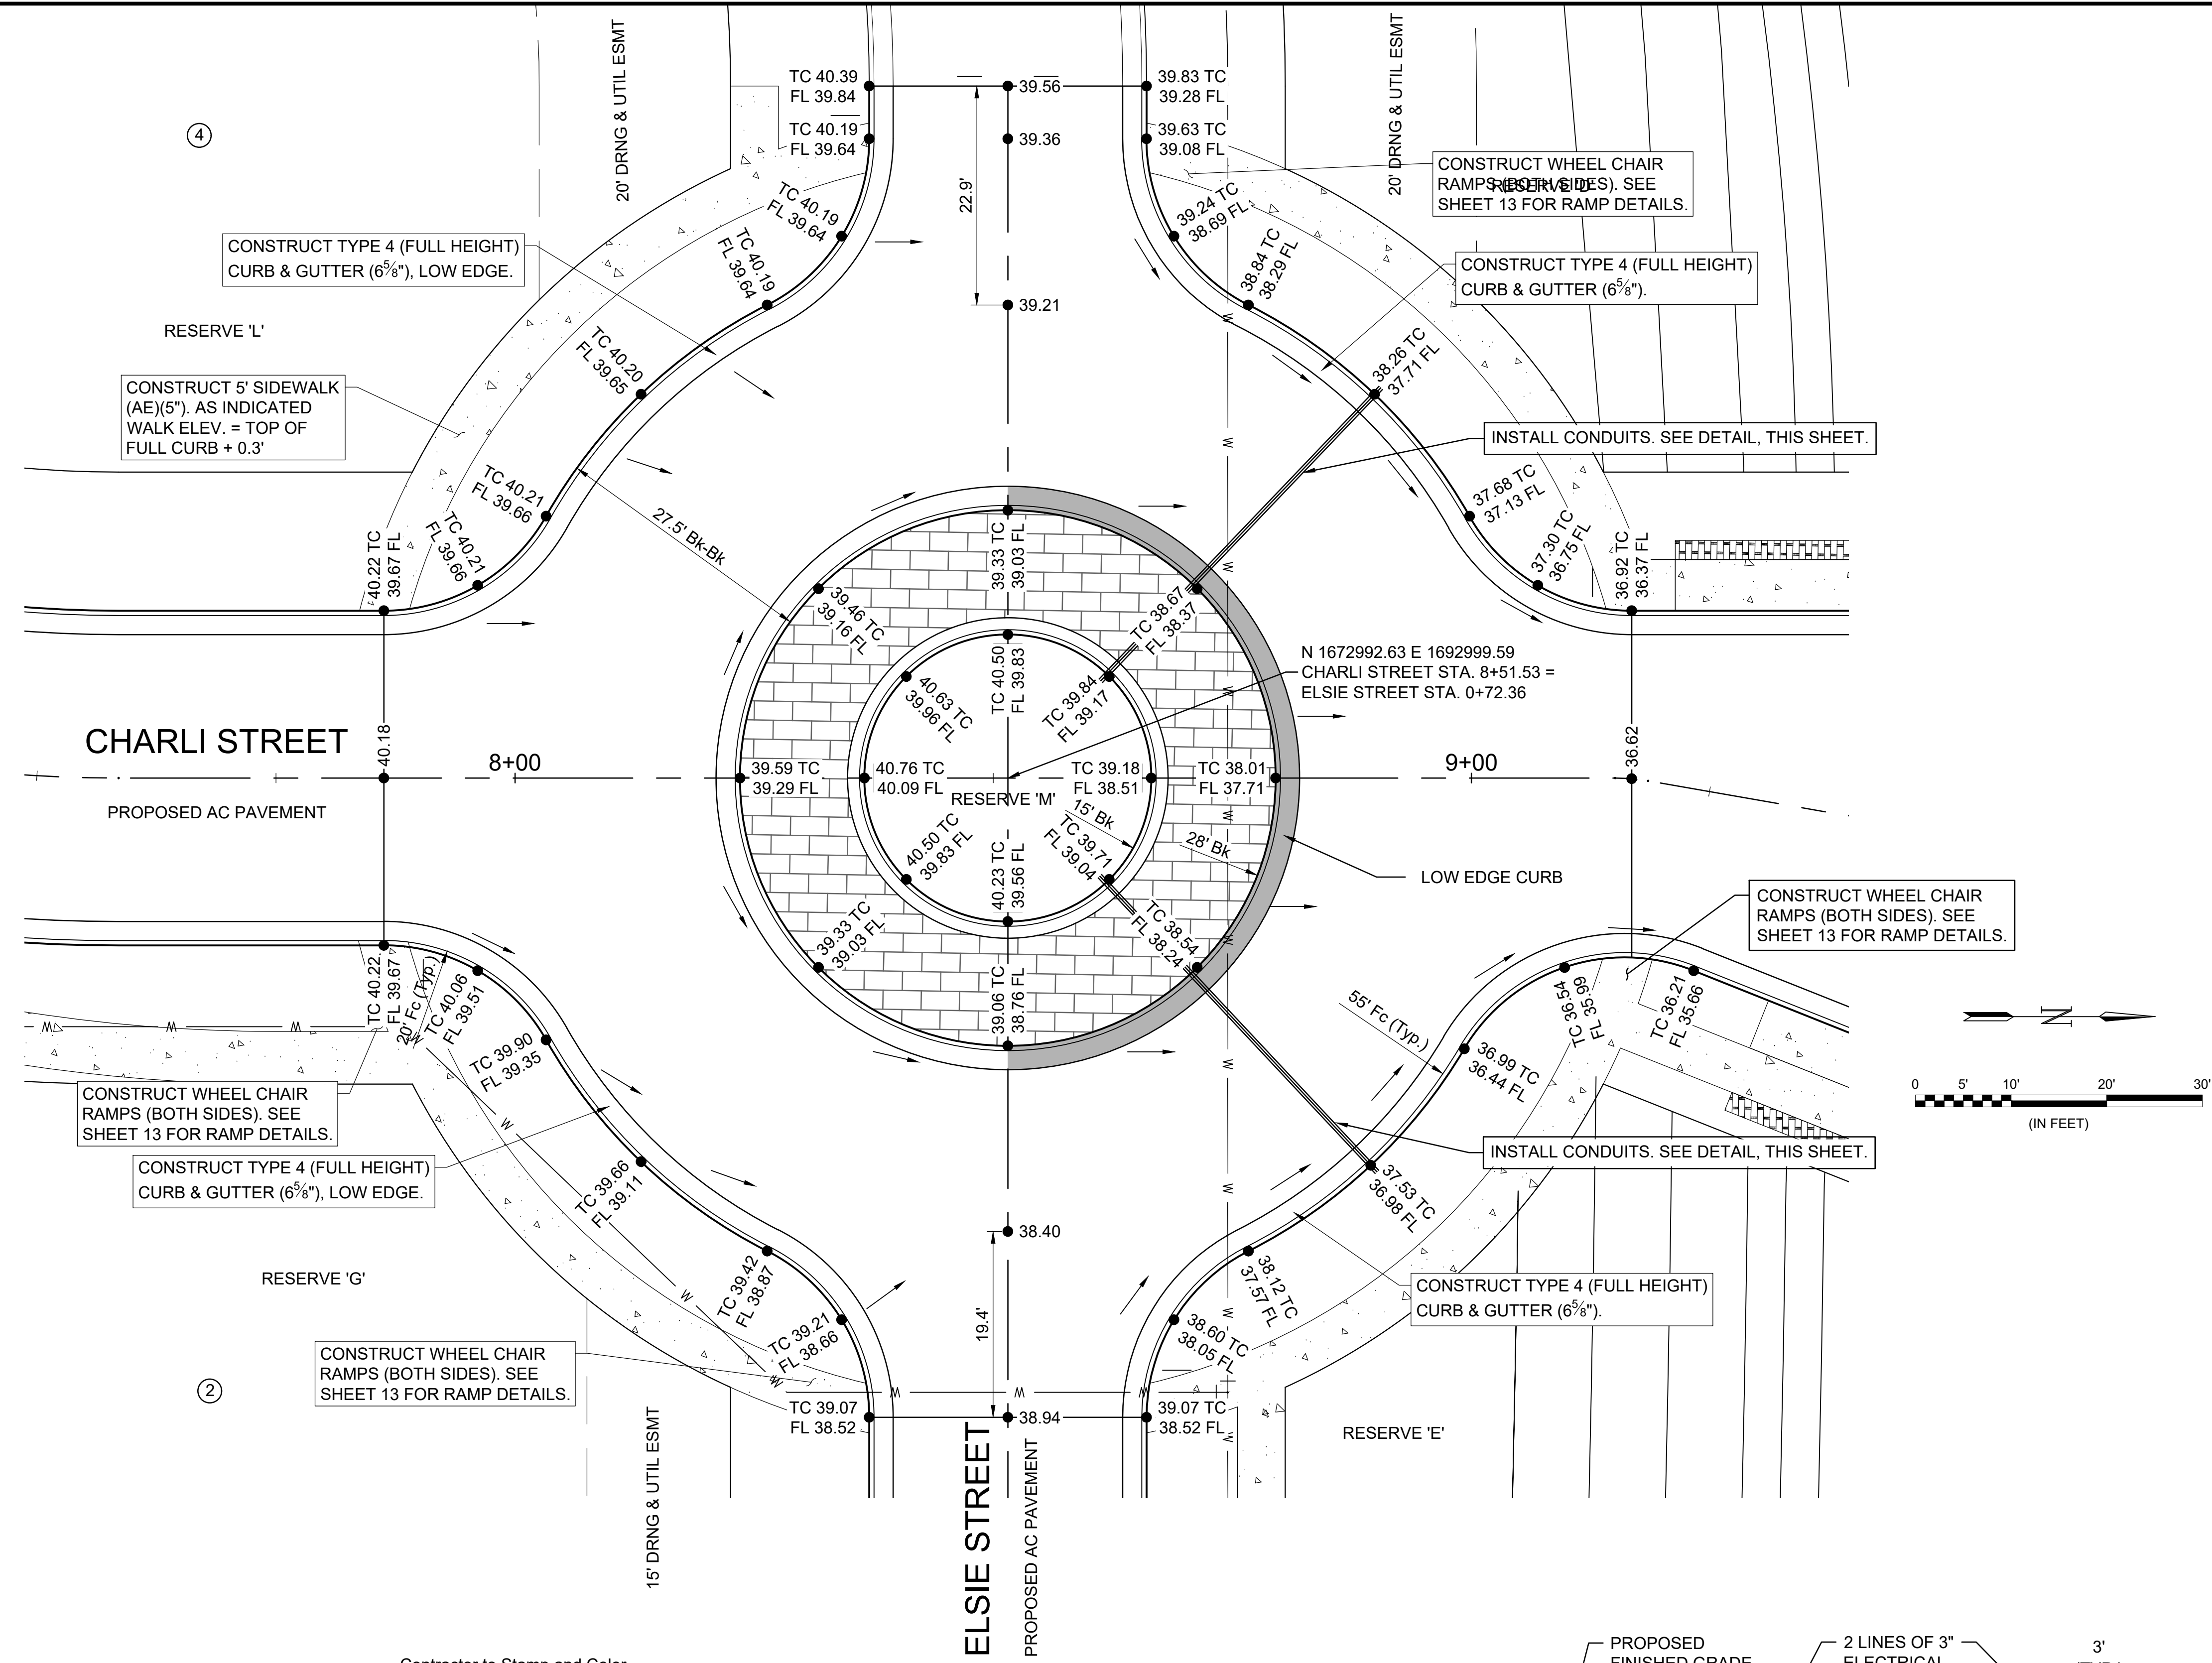 20' DRNG & UTIL ESMT
20' DRNG & UTIL ESMT
4
TC 40.39
FL 39.84
39.56
39.83 TC
39.28 FL
TC 40.19
FL 39.64
39.36
39.63 TC
39.08 FL
CONSTRUCT WHEEL CHAIR
RAMPS (BOTH SIDES). SEE
SHEET 13 FOR RAMP DETAILS.
RESERVE 'D'
22.9'
TC 40.19
FL 39.64
39.24 TC
38.69 FL
CONSTRUCT TYPE 4 (FULL HEIGHT)
CURB & GUTTER (6⅝"), LOW EDGE.
TC 40.19
FL 39.64
38.84 TC
38.29 FL
CONSTRUCT TYPE 4 (FULL HEIGHT)
CURB & GUTTER (6⅝").
39.21
RESERVE 'L'
TC 40.20
FL 39.65
38.26 TC
37.71 FL
CONSTRUCT 5' SIDEWALK
(AE)(5"). AS INDICATED
WALK ELEV. = TOP OF
FULL CURB + 0.3'
INSTALL CONDUITS. SEE DETAIL, THIS SHEET.
TC 40.21
FL 39.66
37.68 TC
37.13 FL
TC 40.21
FL 39.66
27.5' Bk-Bk
37.30 TC
36.75 FL
40.22 TC
39.67 FL
39.33 TC
39.03 FL
36.92 TC
36.37 FL
39.46 TC
39.16 FL
TC 38.67
FL 38.37
TC 40.50
FL 39.83
40.63 TC
39.96 FL
TC 39.84
FL 39.17
N 1672992.63 E 1692999.59
CHARLI STREET STA. 8+51.53 =
ELSIE STREET STA. 0+72.36
CHARLI STREET
40.18
8+00
39.59 TC
39.29 FL
40.76 TC
40.09 FL
TC 39.18
FL 38.51
TC 38.01
FL 37.71
9+00
36.62
RESERVE 'M'
PROPOSED AC PAVEMENT
15' Bk
28' Bk
40.50 TC
39.83 FL
40.23 TC
39.56 FL
TC 39.71
FL 39.04
LOW EDGE CURB
CONSTRUCT WHEEL CHAIR
RAMPS (BOTH SIDES). SEE
SHEET 13 FOR RAMP DETAILS.
39.33 TC
39.03 FL
39.06 TC
38.76 FL
TC 38.54
FL 38.24
TC 40.22
FL 39.67
20' Fc (Typ.)
TC 40.06
FL 39.51
55' Fc (Typ.)
TC 36.54
FL 35.99
TC 36.21
FL 35.66
N
W
W
W
TC 39.90
FL 39.35
36.99 TC
36.44 FL
CONSTRUCT WHEEL CHAIR
RAMPS (BOTH SIDES). SEE
SHEET 13 FOR RAMP DETAILS.
0 5' 10' 20' 30'
(IN FEET)
INSTALL CONDUITS. SEE DETAIL, THIS SHEET.
CONSTRUCT TYPE 4 (FULL HEIGHT)
CURB & GUTTER (6⅝"), LOW EDGE.
TC 39.66
FL 39.11
37.53 TC
36.98 FL
38.40
RESERVE 'G'
TC 39.42
FL 38.87
38.12 TC
37.57 FL
CONSTRUCT TYPE 4 (FULL HEIGHT)
CURB & GUTTER (6⅝").
19.4'
TC 39.21
FL 38.66
38.60 TC
38.05 FL
CONSTRUCT WHEEL CHAIR
RAMPS (BOTH SIDES). SEE
SHEET 13 FOR RAMP DETAILS.
2
W
W
W
TC 39.07
FL 38.52
38.94
39.07 TC
38.52 FL
RESERVE 'E'
15' DRNG & UTIL ESMT
ELSIE STREET
PROPOSED AC PAVEMENT
Contractor to Stamp and Color
PROPOSED
FINISHED GRADE
2 LINES OF 3"
ELECTRICAL
3'